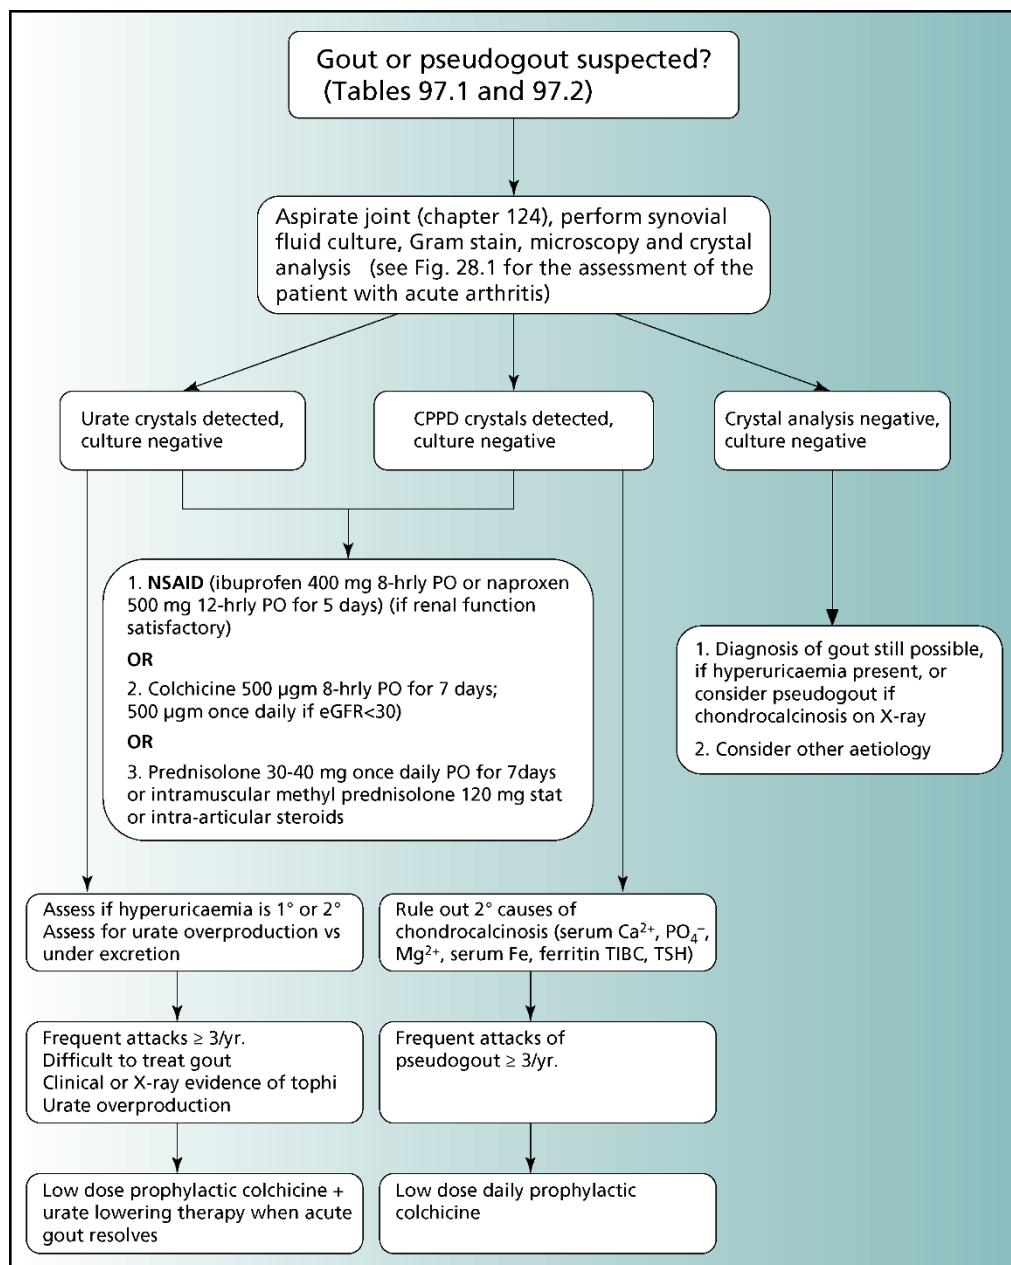 Gout or pseudogout suspected?
(Tables 97.1 and 97.2)
Aspirate joint (chapter 124), perform synovial
fluid culture, Gram stain, microscopy and crystal
analysis (see Fig. 28.1 for the assessment of the
patient with acute arthritis)
Urate crystals detected,
culture negative
CPPD crystals detected,
culture negative
Crystal analysis negative,
culture negative
1. NSAID (ibuprofen 400 mg 8-hrly PO or naproxen
500 mg 12-hrly PO for 5 days) (if renal function
satisfactory)
OR
2. Colchicine 500 µgm 8-hrly PO for 7 days;
500 µgm once daily if eGFR<30)
OR
3. Prednisolone 30-40 mg once daily PO for 7days
or intramuscular methyl prednisolone 120 mg stat
or intra-articular steroids
1. Diagnosis of gout still possible,
if hyperuricaemia present, or
consider pseudogout if
chondrocalcinosis on X-ray
2. Consider other aetiology
Assess if hyperuricaemia is 1° or 2°
Assess for urate overproduction vs
under excretion
Rule out 2° causes of
chondrocalcinosis (serum Ca²⁺, PO₄⁻,
Mg²⁺, serum Fe, ferritin TIBC, TSH)
Frequent attacks ≥ 3/yr.
Difficult to treat gout
Clinical or X-ray evidence of tophi
Urate overproduction
Frequent attacks of
pseudogout ≥ 3/yr.
Low dose prophylactic colchicine +
urate lowering therapy when acute
gout resolves
Low dose daily prophylactic
colchicine